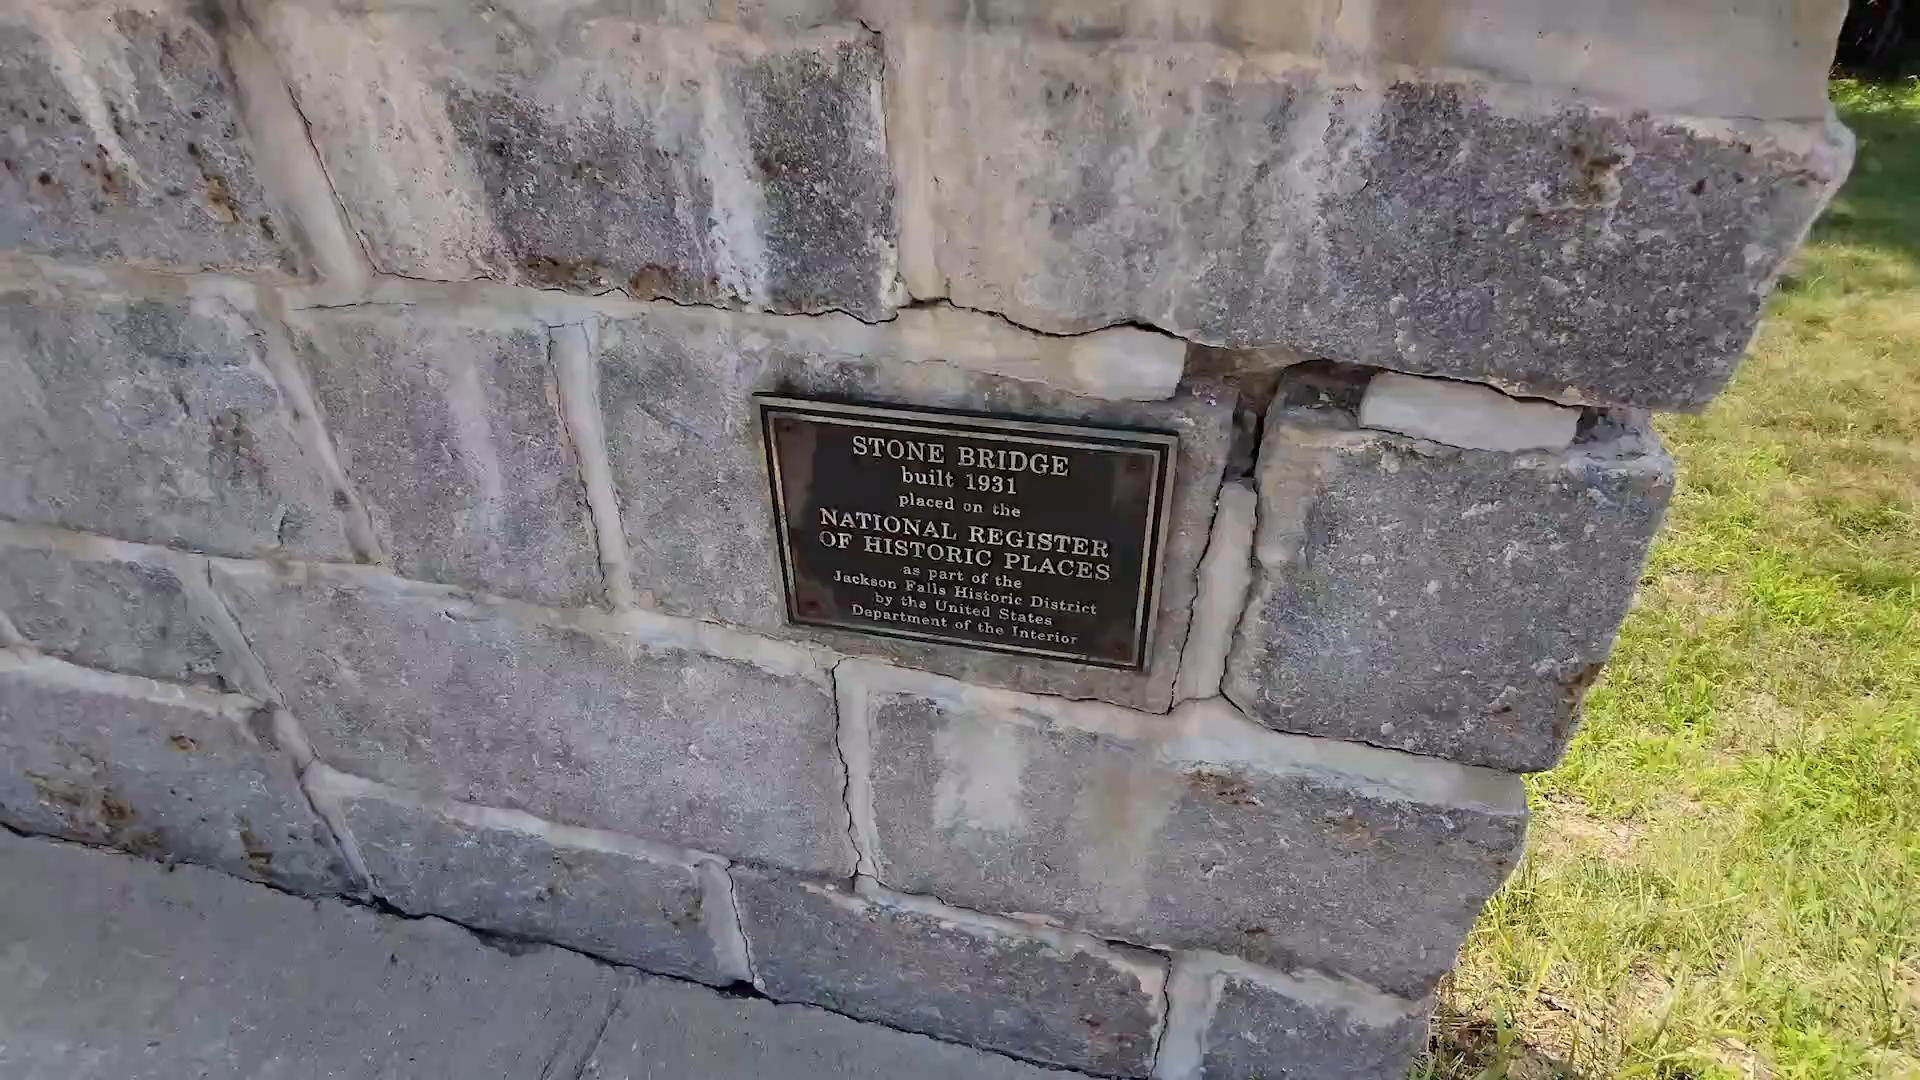 STONE BRIDGE
built 1931
placed on the
NATIONAL REGISTER
OF HISTORIC PLACES
as part of the
Jackson Falls Historic District
by the United States
Department of the Interior